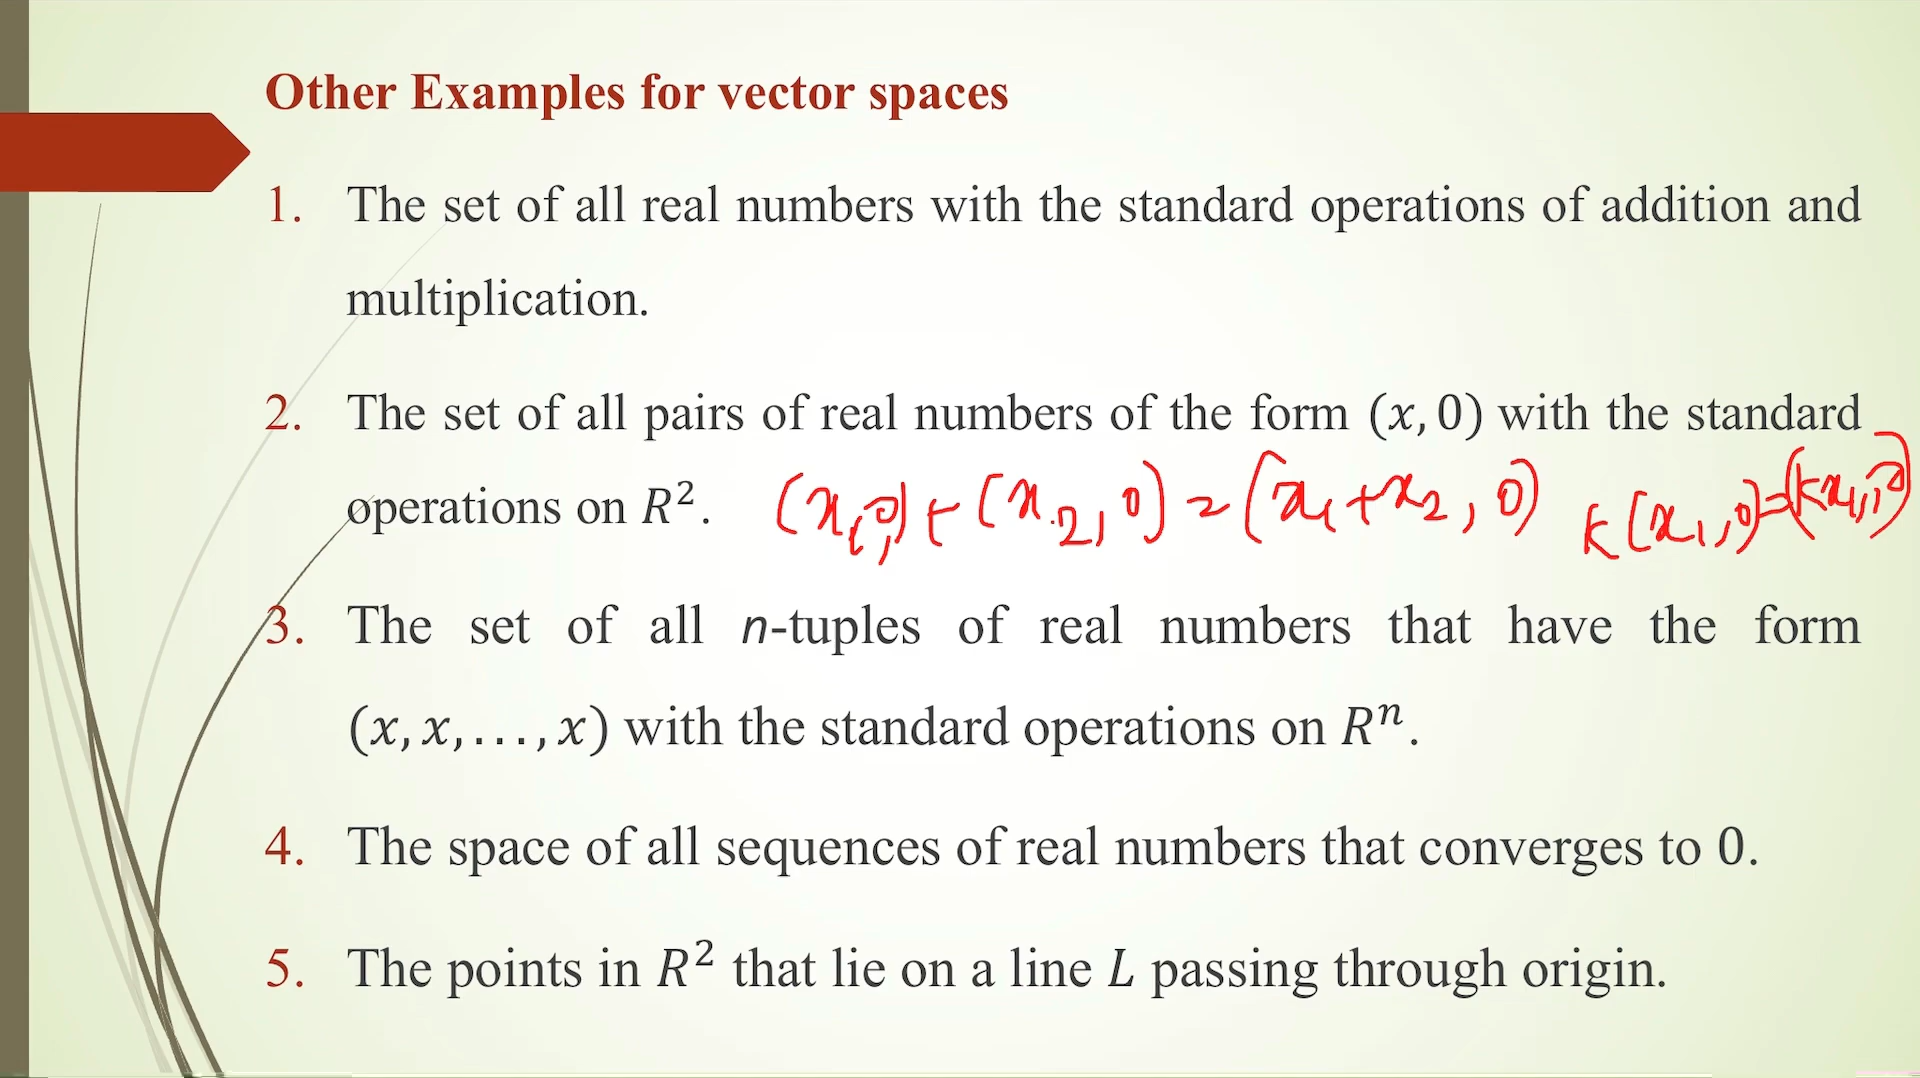 Other Examples for vector spaces
1. The set of all real numbers with the standard operations of addition and
multiplication.
2. The set of all pairs of real numbers of the form (x, 0) with the standard
operations on R². (x₁, 0) + (x₂, 0) = (x₁ + x₂, 0) k(x₁, 0) = (kx₁, 0)
3. The set of all n-tuples of real numbers that have the form
(x, x, . . . , x) with the standard operations on Rⁿ.
4. The space of all sequences of real numbers that converges to 0.
5. The points in R² that lie on a line L passing through origin.